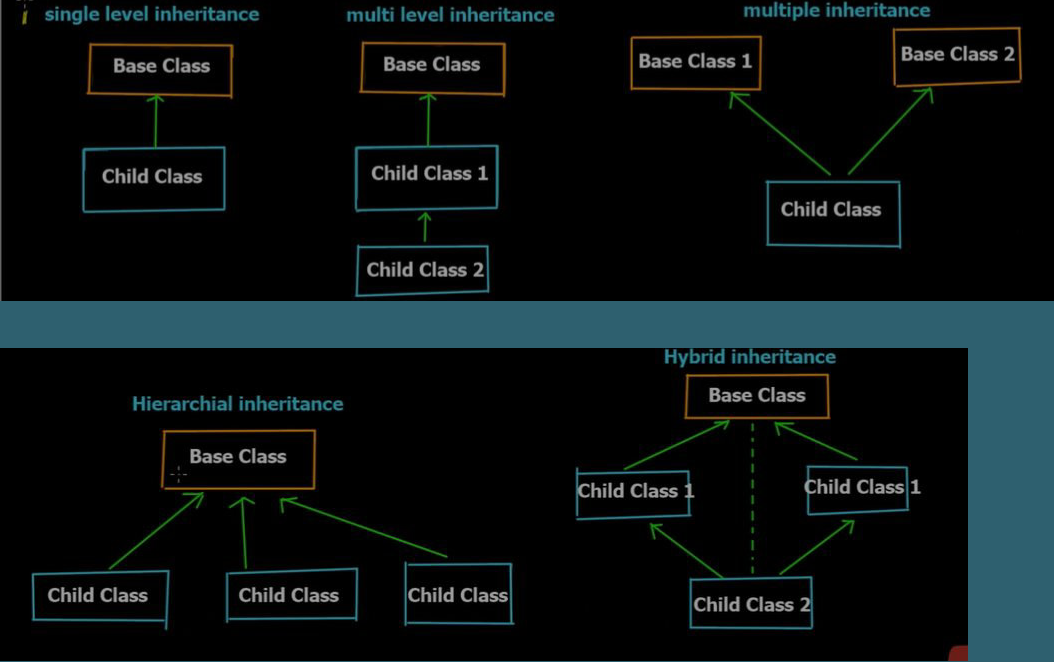 single level inheritance
multi level inheritance
multiple inheritance
Base Class
Base Class
Base Class 1
Base Class 2
Child Class
Child Class 1
Child Class
Child Class 2
Hybrid inheritance
Base Class
Hierarchial inheritance
Base Class
Child Class 1
Child Class 1
Child Class
Child Class
Child Class
Child Class 2